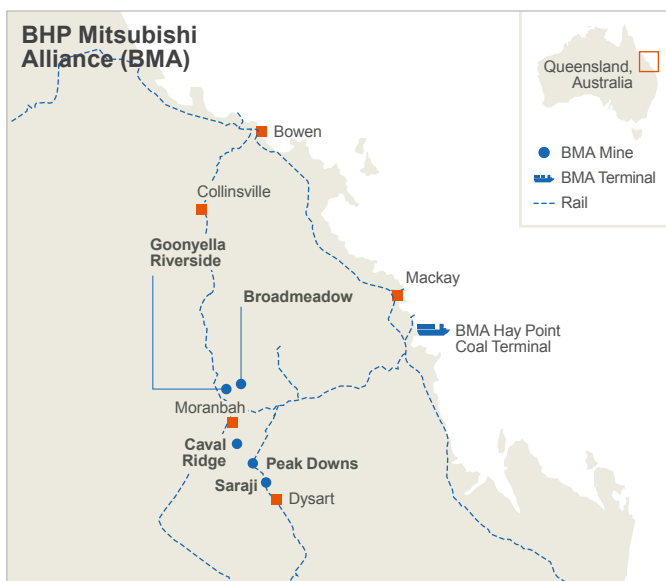 BHP Mitsubishi
Alliance (BMA)
Queensland,
Australia
BMA Mine
BMA Terminal
Rail
Bowen
Collinsville
Goonyella
Riverside
Broadmeadow
Mackay
BMA Hay Point
Coal Terminal
Moranbah
Caval
Ridge
Peak Downs
Saraji
Dysart